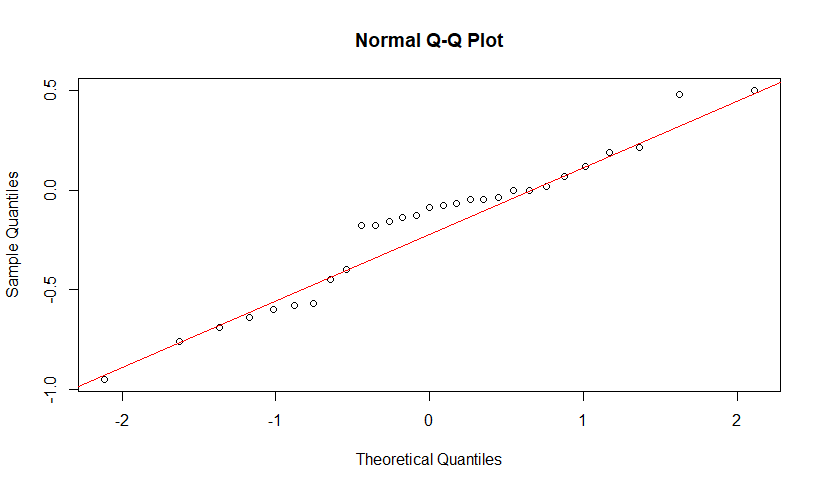 Normal Q-Q Plot
Sample Quantiles
0.5
0.0
-0.5
-1.0
-2 -1 0 1 2
Theoretical Quantiles